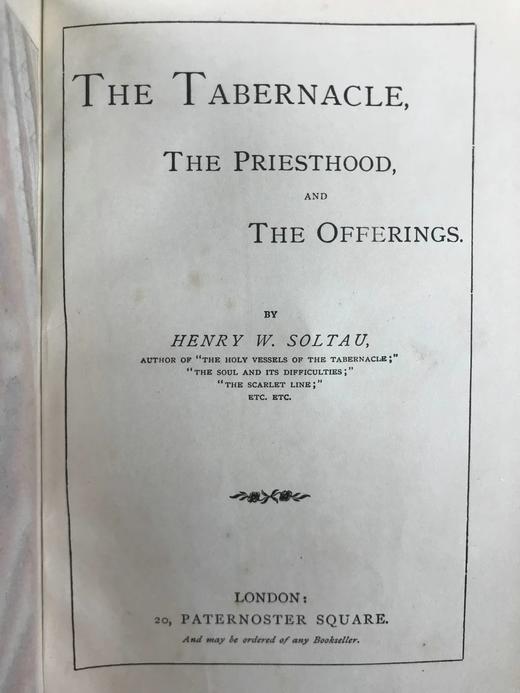 THE TABERNACLE,
THE PRIESTHOOD,
AND
THE OFFERINGS.
BY
HENRY W. SOLTAU,
AUTHOR OF "THE HOLY VESSELS OF THE TABERNACLE;"
"THE SOUL AND ITS DIFFICULTIES;"
"THE SCARLET LINE;"
ETC. ETC.
LONDON:
20, PATERNOSTER SQUARE.
And may be ordered of any Bookseller.